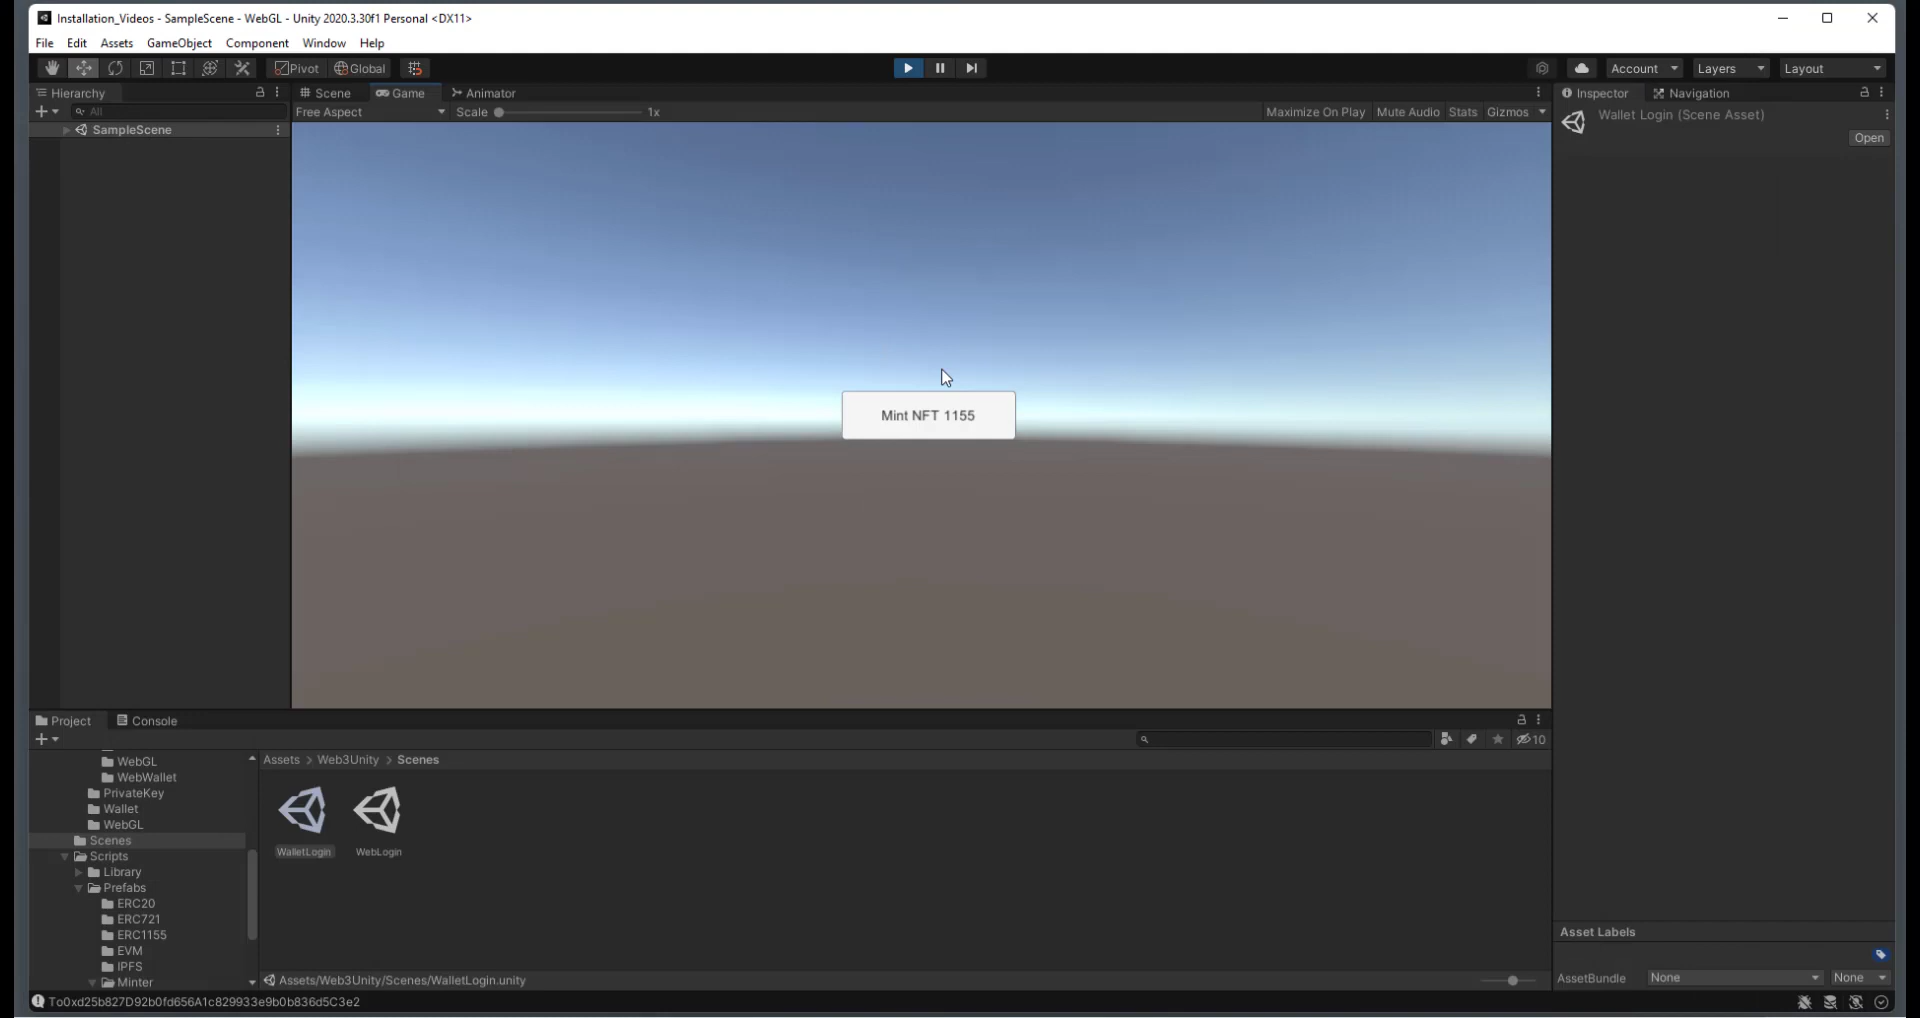 Installation_Videos - SampleScene - WebGL - Unity 2020.3.30f1 Personal <DX11>
File Edit Assets GameObject Component Window Help
Pivot Global Account Layers Layout
Hierarchy Scene Game Animator Inspector Navigation
All Free Aspect Scale 1x Maximize On Play Mute Audio Stats Gizmos Wallet Login (Scene Asset)
SampleScene
Open
Mint NFT 1155
Project Console
10
WebGL
WebWallet
PrivateKey
Wallet
WebGL
Scenes
Scripts
Library
Prefabs
ERC20
ERC721
ERC1155
EVM
IPFS
Minter
Assets > Web3Unity > Scenes
WalletLogin WebLogin
Assets/Web3Unity/Scenes/WalletLogin.unity
Asset Labels
AssetBundle None None
To0xd25b827D92b0fd656A1c829933e9b0b836d5C3e2